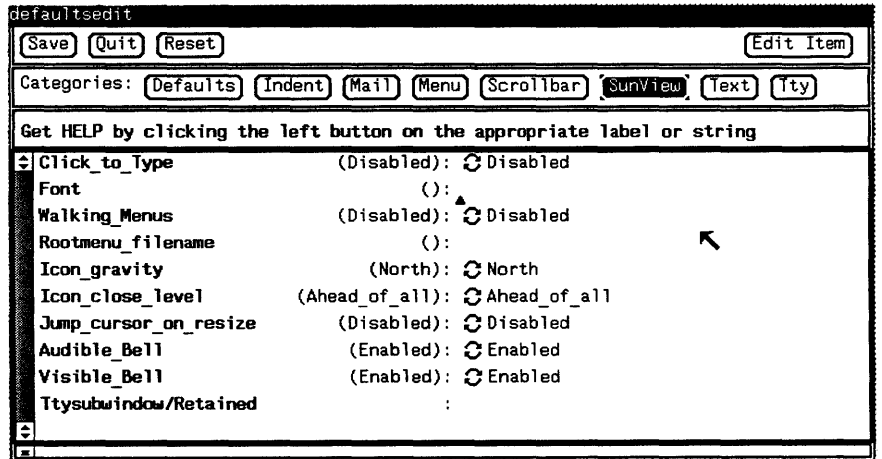 defaultsedit
Save Quit Reset Edit Item
Categories: Defaults Indent Mail Menu Scrollbar SunView Text Tty
Get HELP by clicking the left button on the appropriate label or string
Click_to_Type (Disabled): Disabled
Font ():
Walking_Menus (Disabled): Disabled
Rootmenu_filename ():
Icon_gravity (North): North
Icon_close_level (Ahead_of_all): Ahead_of_all
Jump_cursor_on_resize (Disabled): Disabled
Audible_Bell (Enabled): Enabled
Visible_Bell (Enabled): Enabled
Ttysubwindow/Retained :